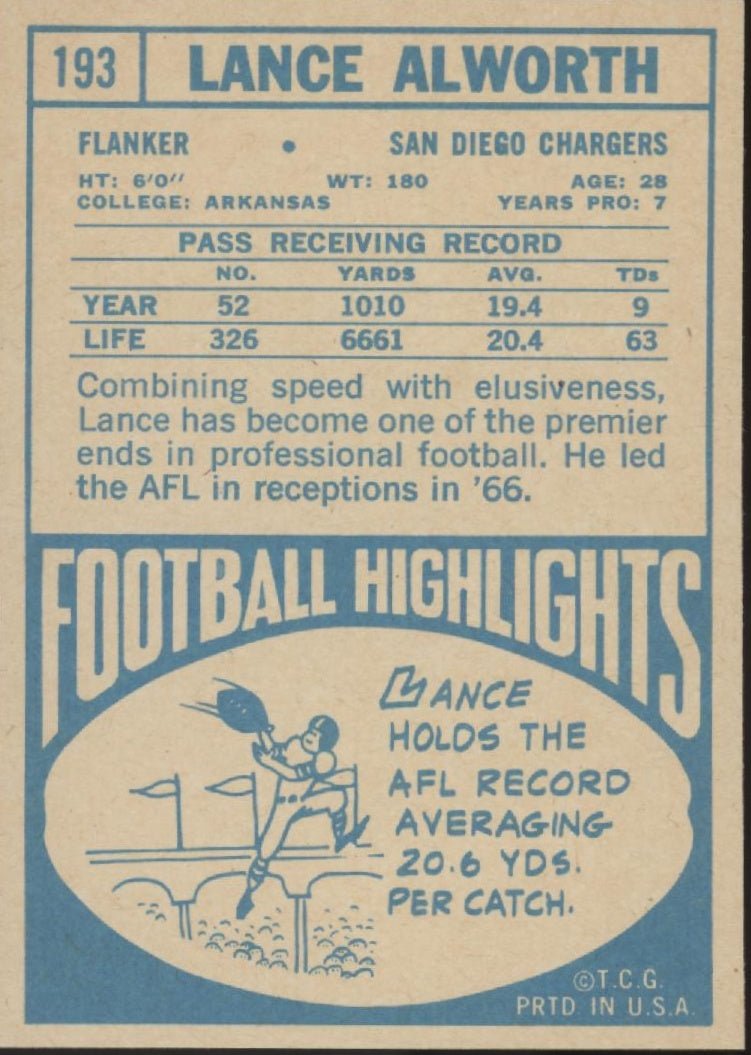 193 LANCE ALWORTH
FLANKER • SAN DIEGO CHARGERS
HT: 6'0" WT: 180 AGE: 28
COLLEGE: ARKANSAS YEARS PRO: 7
PASS RECEIVING RECORD
NO. YARDS AVG. TDs
YEAR 52 1010 19.4 9
LIFE 326 6661 20.4 63
Combining speed with elusiveness,
Lance has become one of the premier
ends in professional football. He led
the AFL in receptions in '66.
FOOTBALL HIGHLIGHTS
LANCE
HOLDS THE
AFL RECORD
AVERAGING
20.6 YDS.
PER CATCH.
©T.C.G.
PRTD. IN U.S.A.